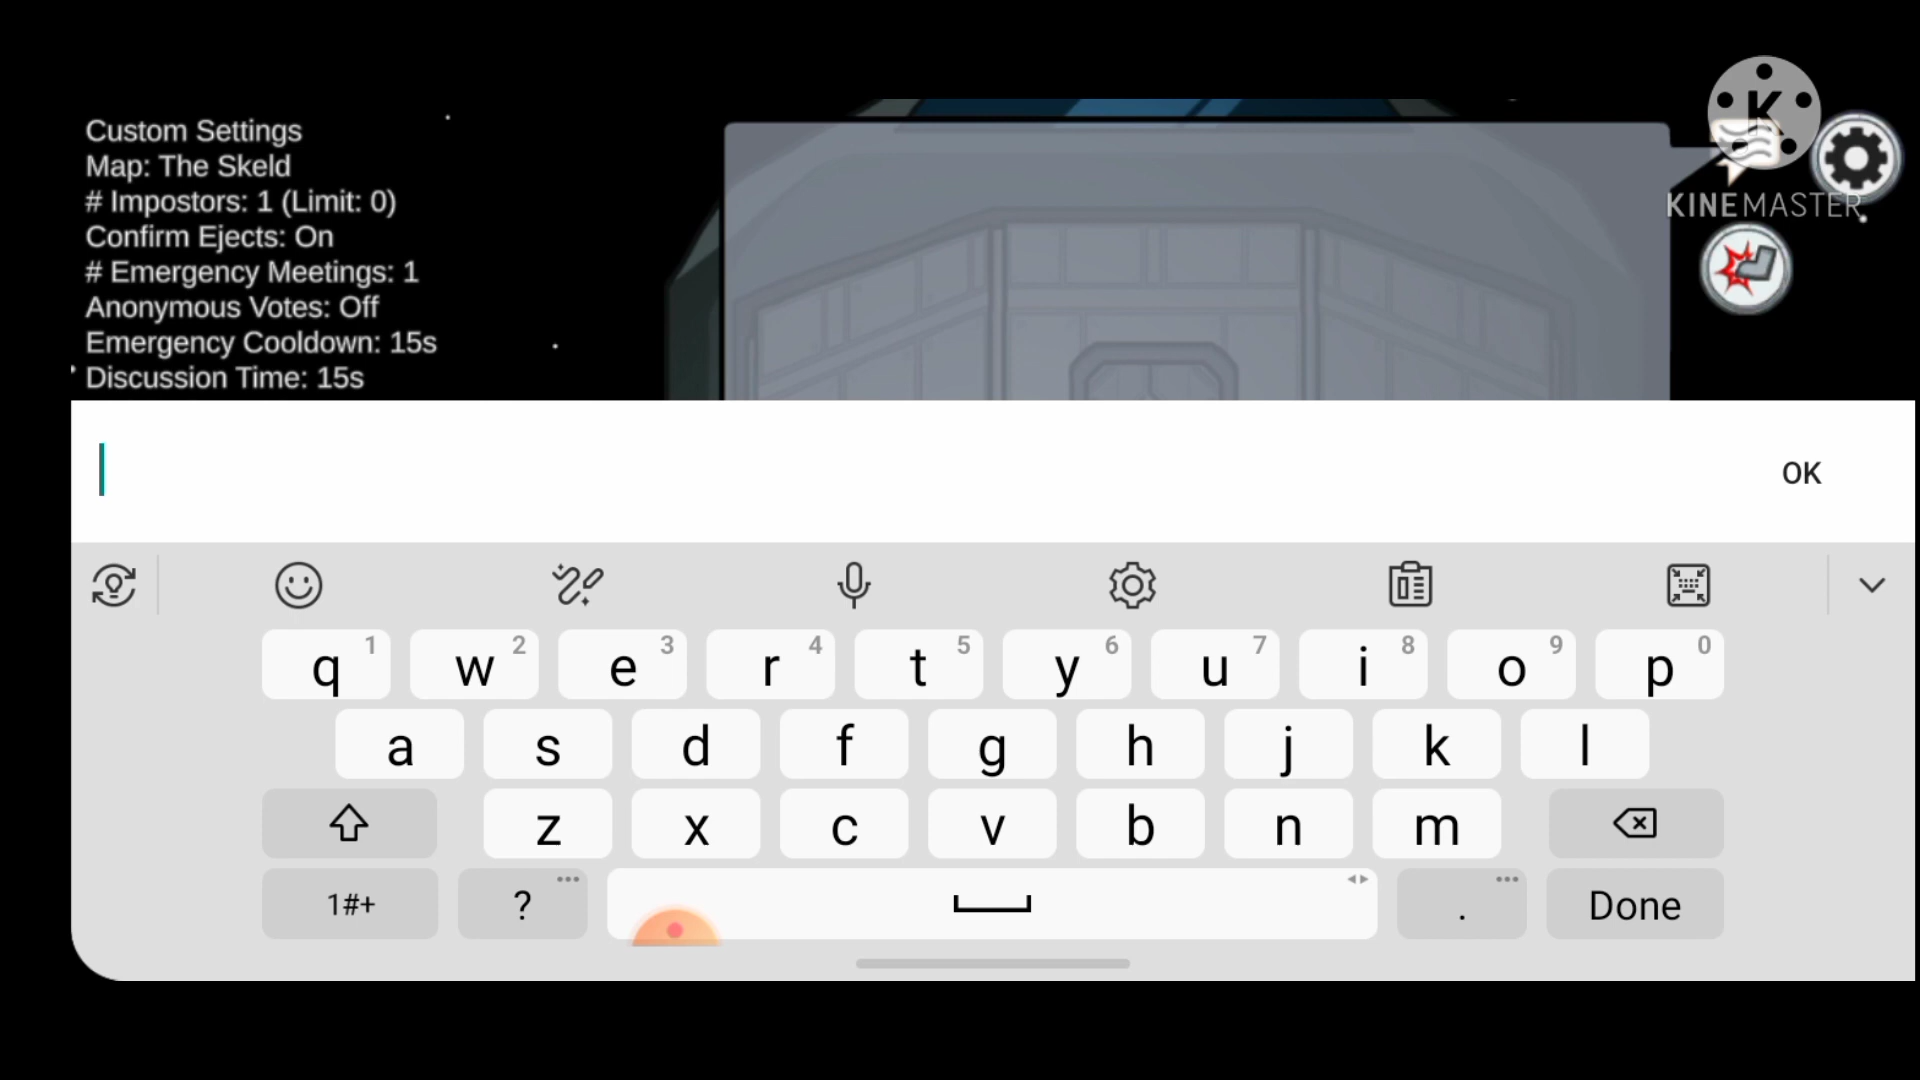 Custom Settings
Map: The Skeld
# Impostors: 1 (Limit: 0)
Confirm Ejects: On
# Emergency Meetings: 1
Anonymous Votes: Off
Emergency Cooldown: 15s
Discussion Time: 15s
K
KINEMASTER
OK
q 1 w 2 e 3 r 4 t 5 y 6 u 7 i 8 o 9 p 0
a s d f g h j k l
z x c v b n m
1#+ ? . Done